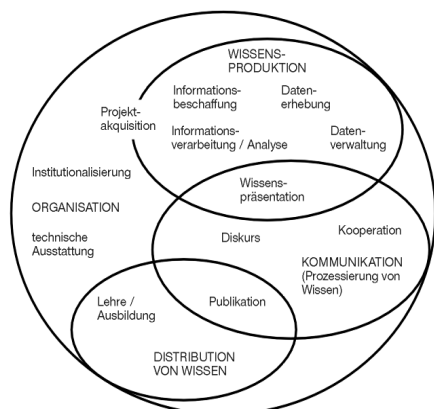 WISSENS-
PRODUKTION
Informations-
beschaffung
Daten-
erhebung
Projekt-
akquisition
Informations-
verarbeitung / Analyse
Daten-
verwaltung
Institutionalisierung
Wissens-
präsentation
ORGANISATION
technische
Ausstattung
Diskurs
Kooperation
KOMMUNIKATION
(Prozessierung von
Wissen)
Lehre /
Ausbildung
Publikation
DISTRIBUTION
VON WISSEN